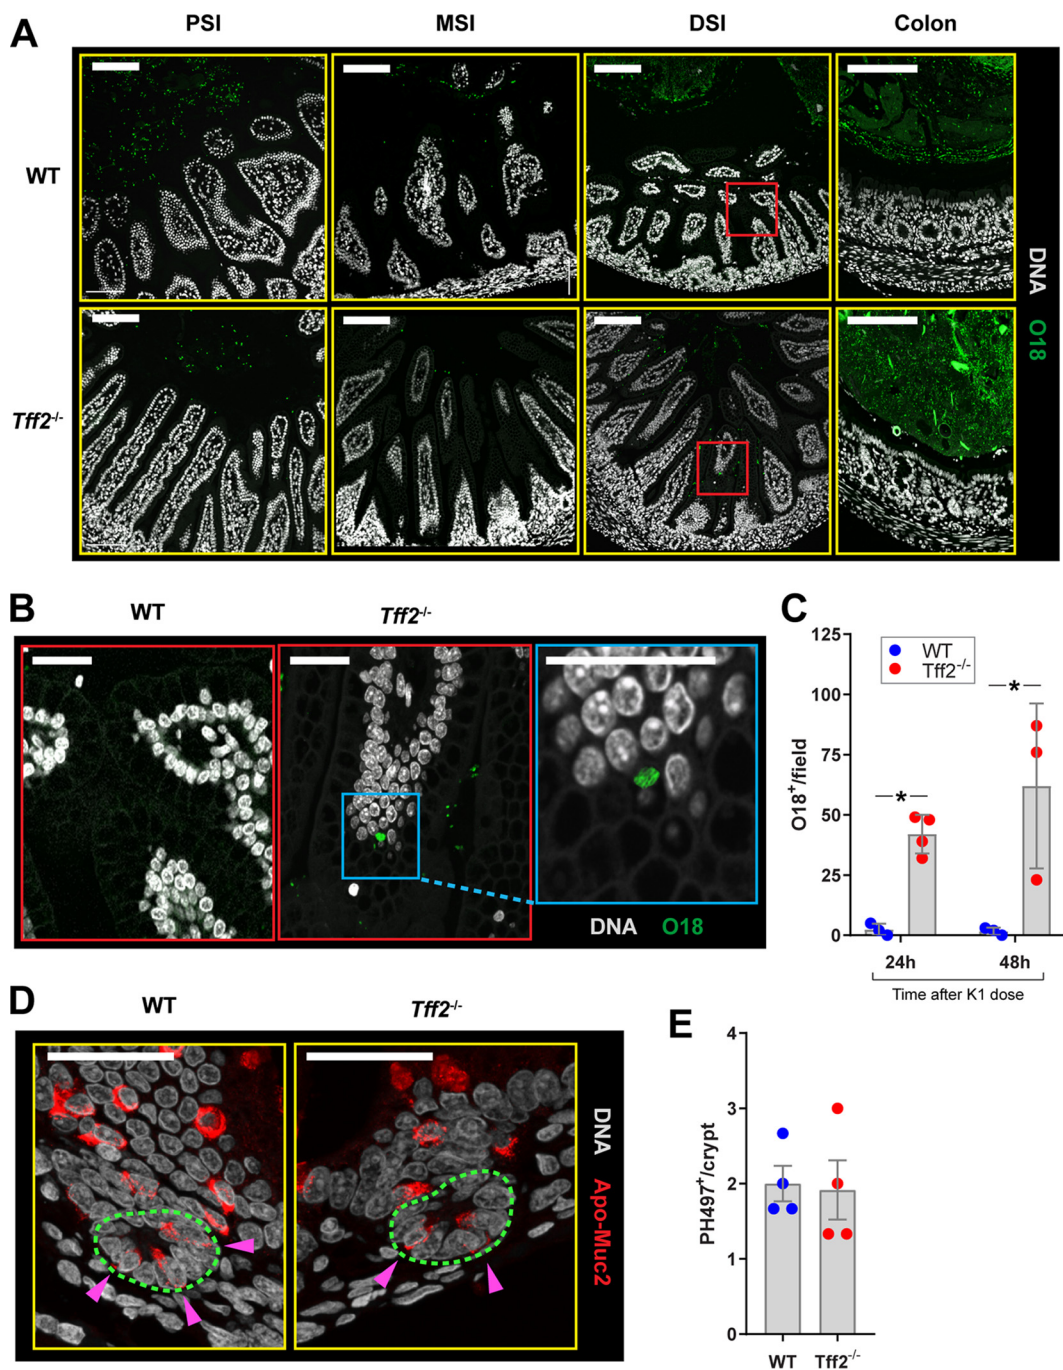 A
PSI
MSI
DSI
Colon
WT
Tff2-/-
DNA
O18
B
WT
Tff2-/-
DNA
O18
C
125
100
75
50
25
0
O18+/field
WT
Tff2-/-
*
*
24h
48h
Time after K1 dose
D
WT
Tff2-/-
DNA
Apo-Muc2
E
4
3
2
1
0
PH497+/crypt
WT
Tff2-/-